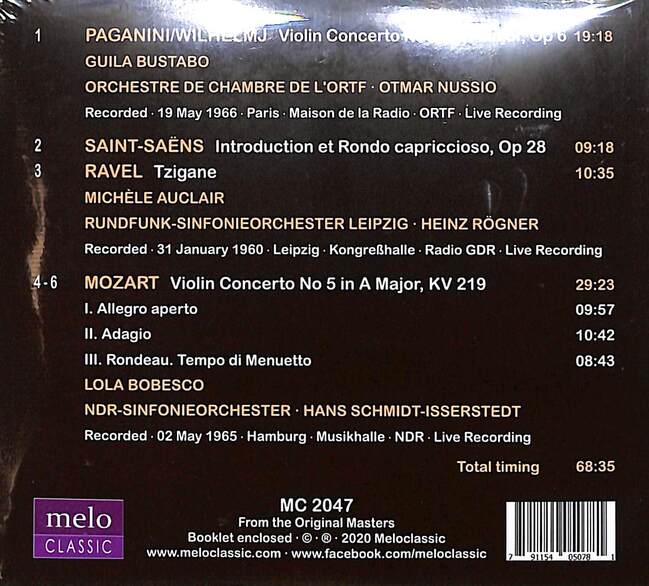 1 PAGANINI/WILHELMJ Violin Concerto Op 6 19:18
GUILA BUSTABO
ORCHESTRE DE CHAMBRE DE L'ORTF · OTMAR NUSSIO
Recorded · 19 May 1966 · Paris · Maison de la Radio · ORTF · Live Recording
2 SAINT-SAËNS Introduction et Rondo capriccioso, Op 28 09:18
3 RAVEL Tzigane 10:35
MICHÈLE AUCLAIR
RUNDFUNK-SINFONIEORCHESTER LEIPZIG · HEINZ RÖGNER
Recorded · 31 January 1960 · Leipzig · Kongreßhalle · Radio GDR · Live Recording
4-6 MOZART Violin Concerto No 5 in A Major, KV 219 29:23
I. Allegro aperto 09:57
II. Adagio 10:42
III. Rondeau. Tempo di Menuetto 08:43
LOLA BOBESCO
NDR-SINFONIEORCHESTER · HANS SCHMIDT-ISSERSTEDT
Recorded · 02 May 1965 · Hamburg · Musikhalle · NDR · Live Recording
Total timing 68:35
melo
CLASSIC
MC 2047
From the Original Masters
Booklet enclosed · © · ℗ · 2020 Meloclassic
www.meloclassic.com · www.facebook.com/meloclassic
7 91154 05078 1